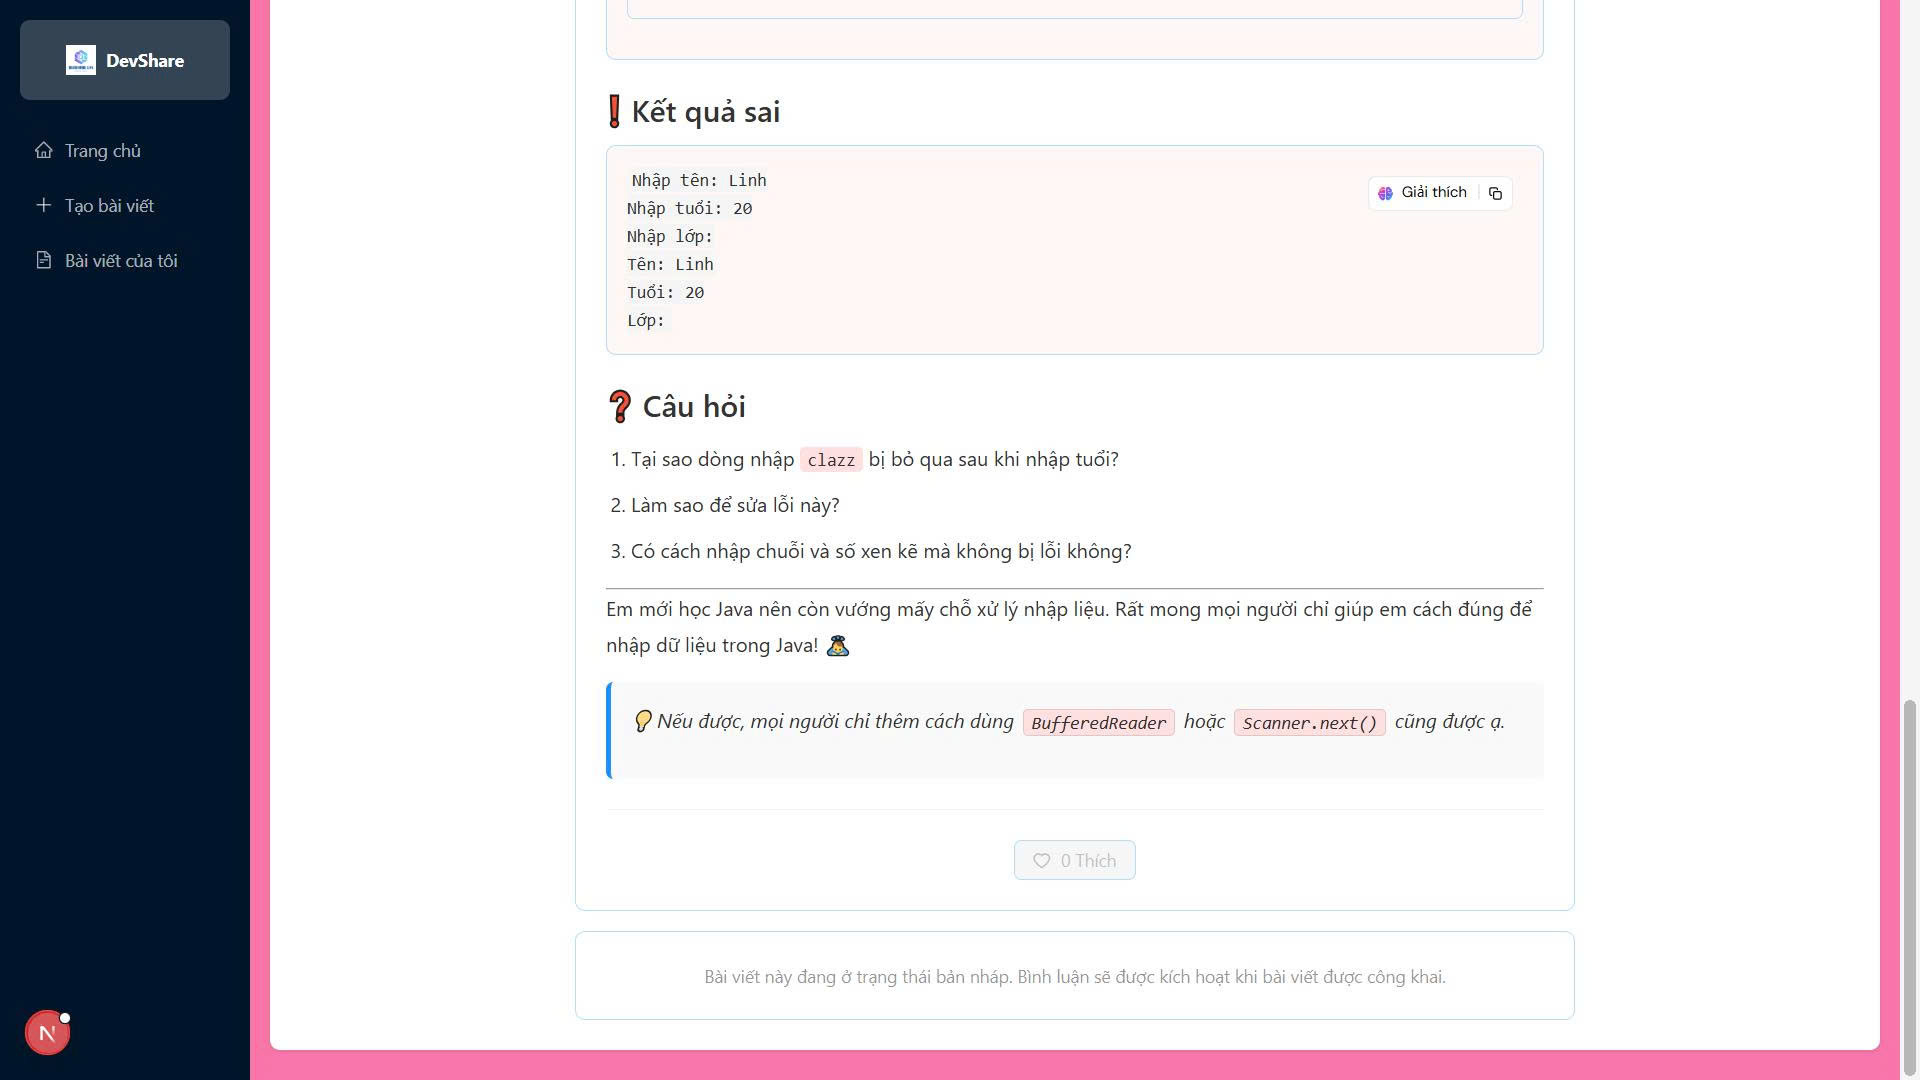 DevShare
Trang chủ
Tạo bài viết
Bài viết của tôi
Kết quả sai
Nhập tên: Linh
Giải thích
Nhập tuổi: 20
Nhập lớp:
Tên: Linh
Tuổi: 20
Lớp:
Câu hỏi
1. Tại sao dòng nhập clazz bị bỏ qua sau khi nhập tuổi?
2. Làm sao để sửa lỗi này?
3. Có cách nhập chuỗi và số xen kẽ mà không bị lỗi không?
Em mới học Java nên còn vướng mấy chỗ xử lý nhập liệu. Rất mong mọi người chỉ giúp em cách đúng để
nhập dữ liệu trong Java!
Nếu được, mọi người chỉ thêm cách dùng BufferedReader hoặc Scanner.next() cũng được ạ.
0 Thích
Bài viết này đang ở trạng thái bản nháp. Bình luận sẽ được kích hoạt khi bài viết được công khai.
N